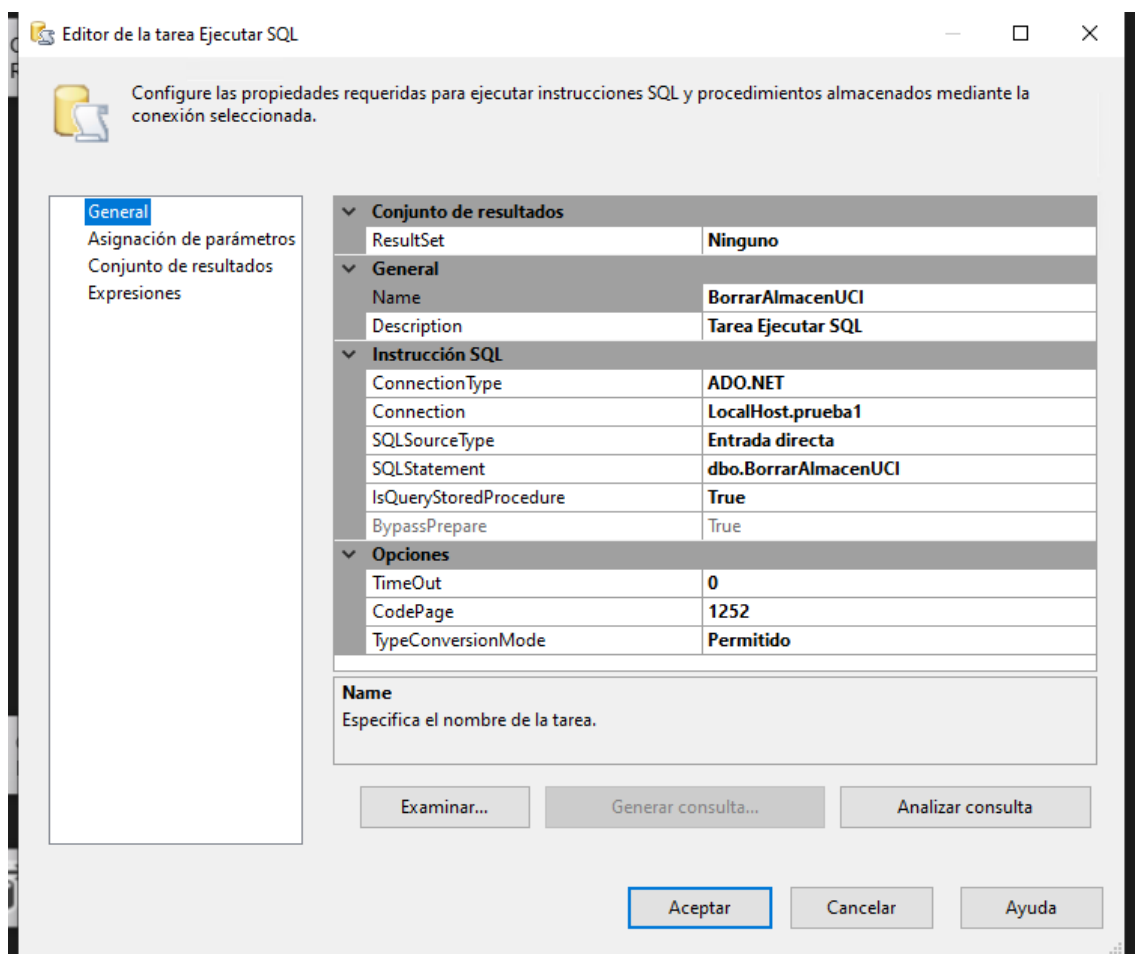 Editor de la tarea Ejecutar SQL
Configure las propiedades requeridas para ejecutar instrucciones SQL y procedimientos almacenados mediante la
conexión seleccionada.
General
Asignación de parámetros
Conjunto de resultados
Expresiones
Conjunto de resultados
ResultSet Ninguno
General
Name BorrarAlmacenUCI
Description Tarea Ejecutar SQL
Instrucción SQL
ConnectionType ADO.NET
Connection LocalHost.prueba1
SQLSourceType Entrada directa
SQLStatement dbo.BorrarAlmacenUCI
IsQueryStoredProcedure True
BypassPrepare True
Opciones
TimeOut 0
CodePage 1252
TypeConversionMode Permitido
Name
Especifica el nombre de la tarea.
Examinar... Generar consulta... Analizar consulta
Aceptar Cancelar Ayuda